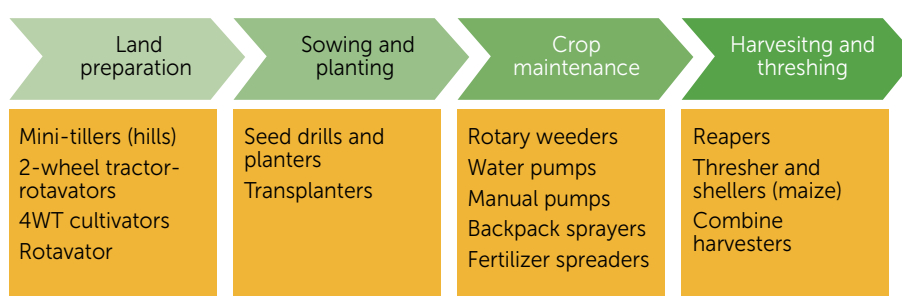 Land
preparation
Sowing and
planting
Crop
maintenance
Harvesitng and
threshing
Mini-tillers (hills)
2-wheel tractor-
rotavators
4WT cultivators
Rotavator
Seed drills and
planters
Transplanters
Rotary weeders
Water pumps
Manual pumps
Backpack sprayers
Fertilizer spreaders
Reapers
Thresher and
shellers (maize)
Combine
harvesters